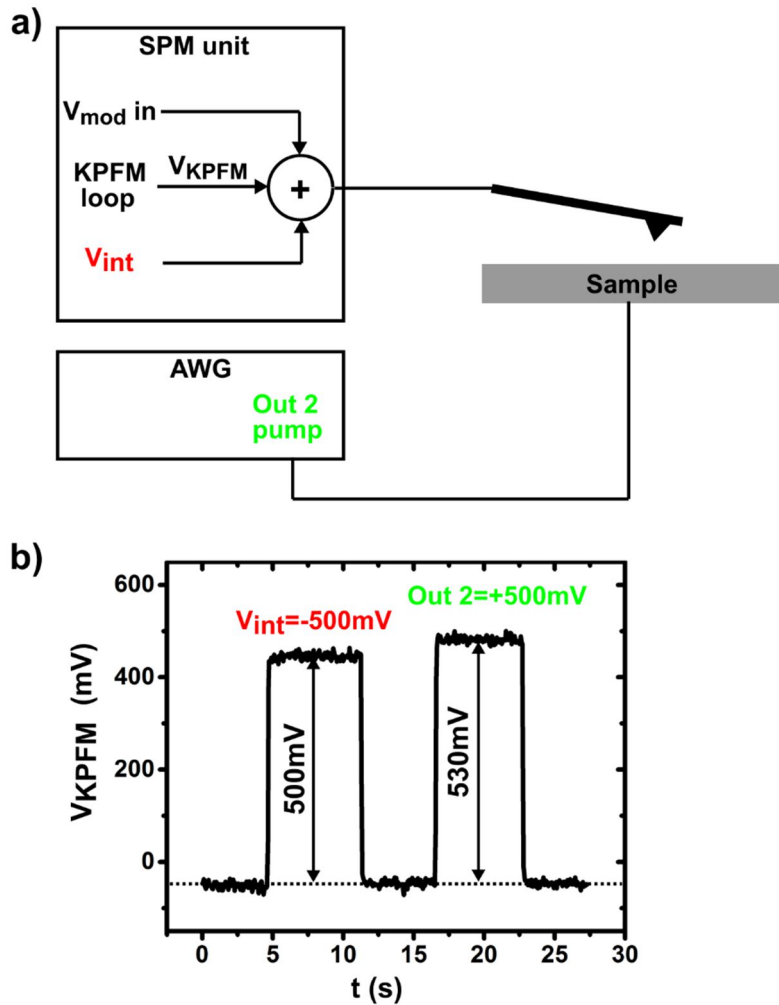 a)
SPM unit
Vmod in
KPFM
loop
VKPFM
+
Vint
Sample
AWG
Out 2
pump
b)
VKPFM (mV)
600
400
200
0
Vint=-500mV
Out 2=+500mV
500mV
530mV
0 5 10 15 20 25 30
t (s)